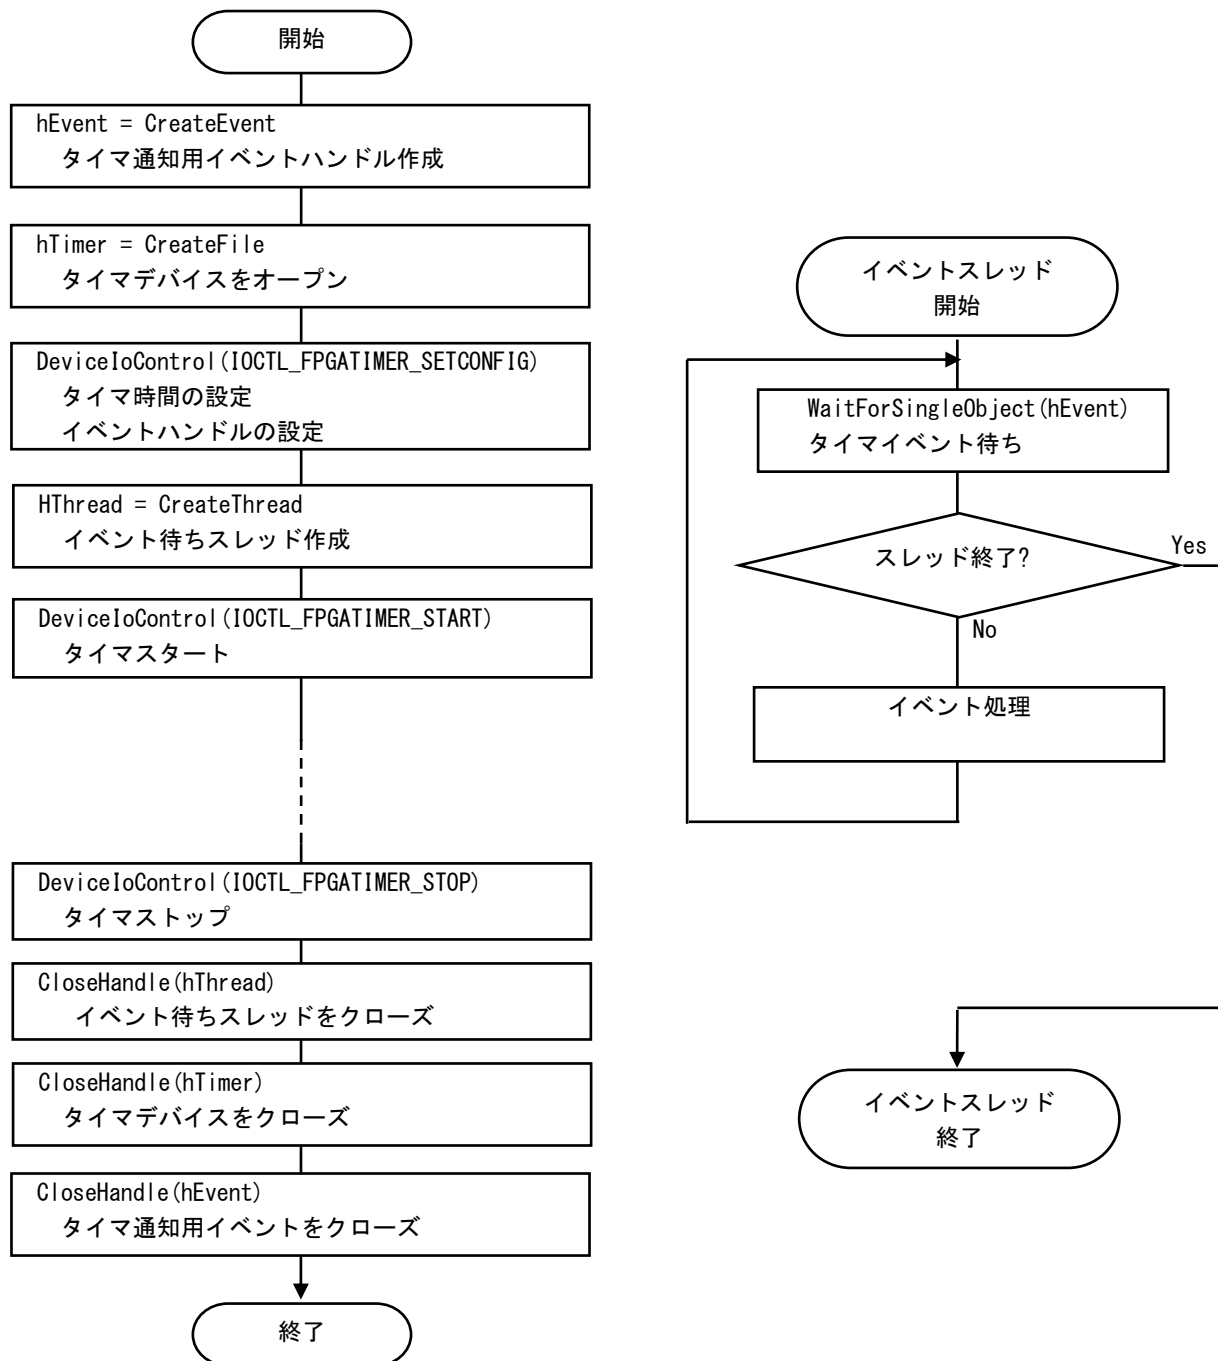 開始
hEvent = CreateEvent
タイマ通知用イベントハンドル作成
hTimer = CreateFile
タイマデバイスをオープン
DeviceIoControl(IOCTL_FPGATIMER_SETCONFIG)
タイマ時間の設定
イベントハンドルの設定
HThread = CreateThread
イベント待ちスレッド作成
DeviceIoControl(IOCTL_FPGATIMER_START)
タイマスタート
DeviceIoControl(IOCTL_FPGATIMER_STOP)
タイマストップ
CloseHandle(hThread)
イベント待ちスレッドをクローズ
CloseHandle(hTimer)
タイマデバイスをクローズ
CloseHandle(hEvent)
タイマ通知用イベントをクローズ
終了
イベントスレッド
開始
WaitForSingleObject(hEvent)
タイマイベント待ち
スレッド終了?
Yes
No
イベント処理
イベントスレッド
終了